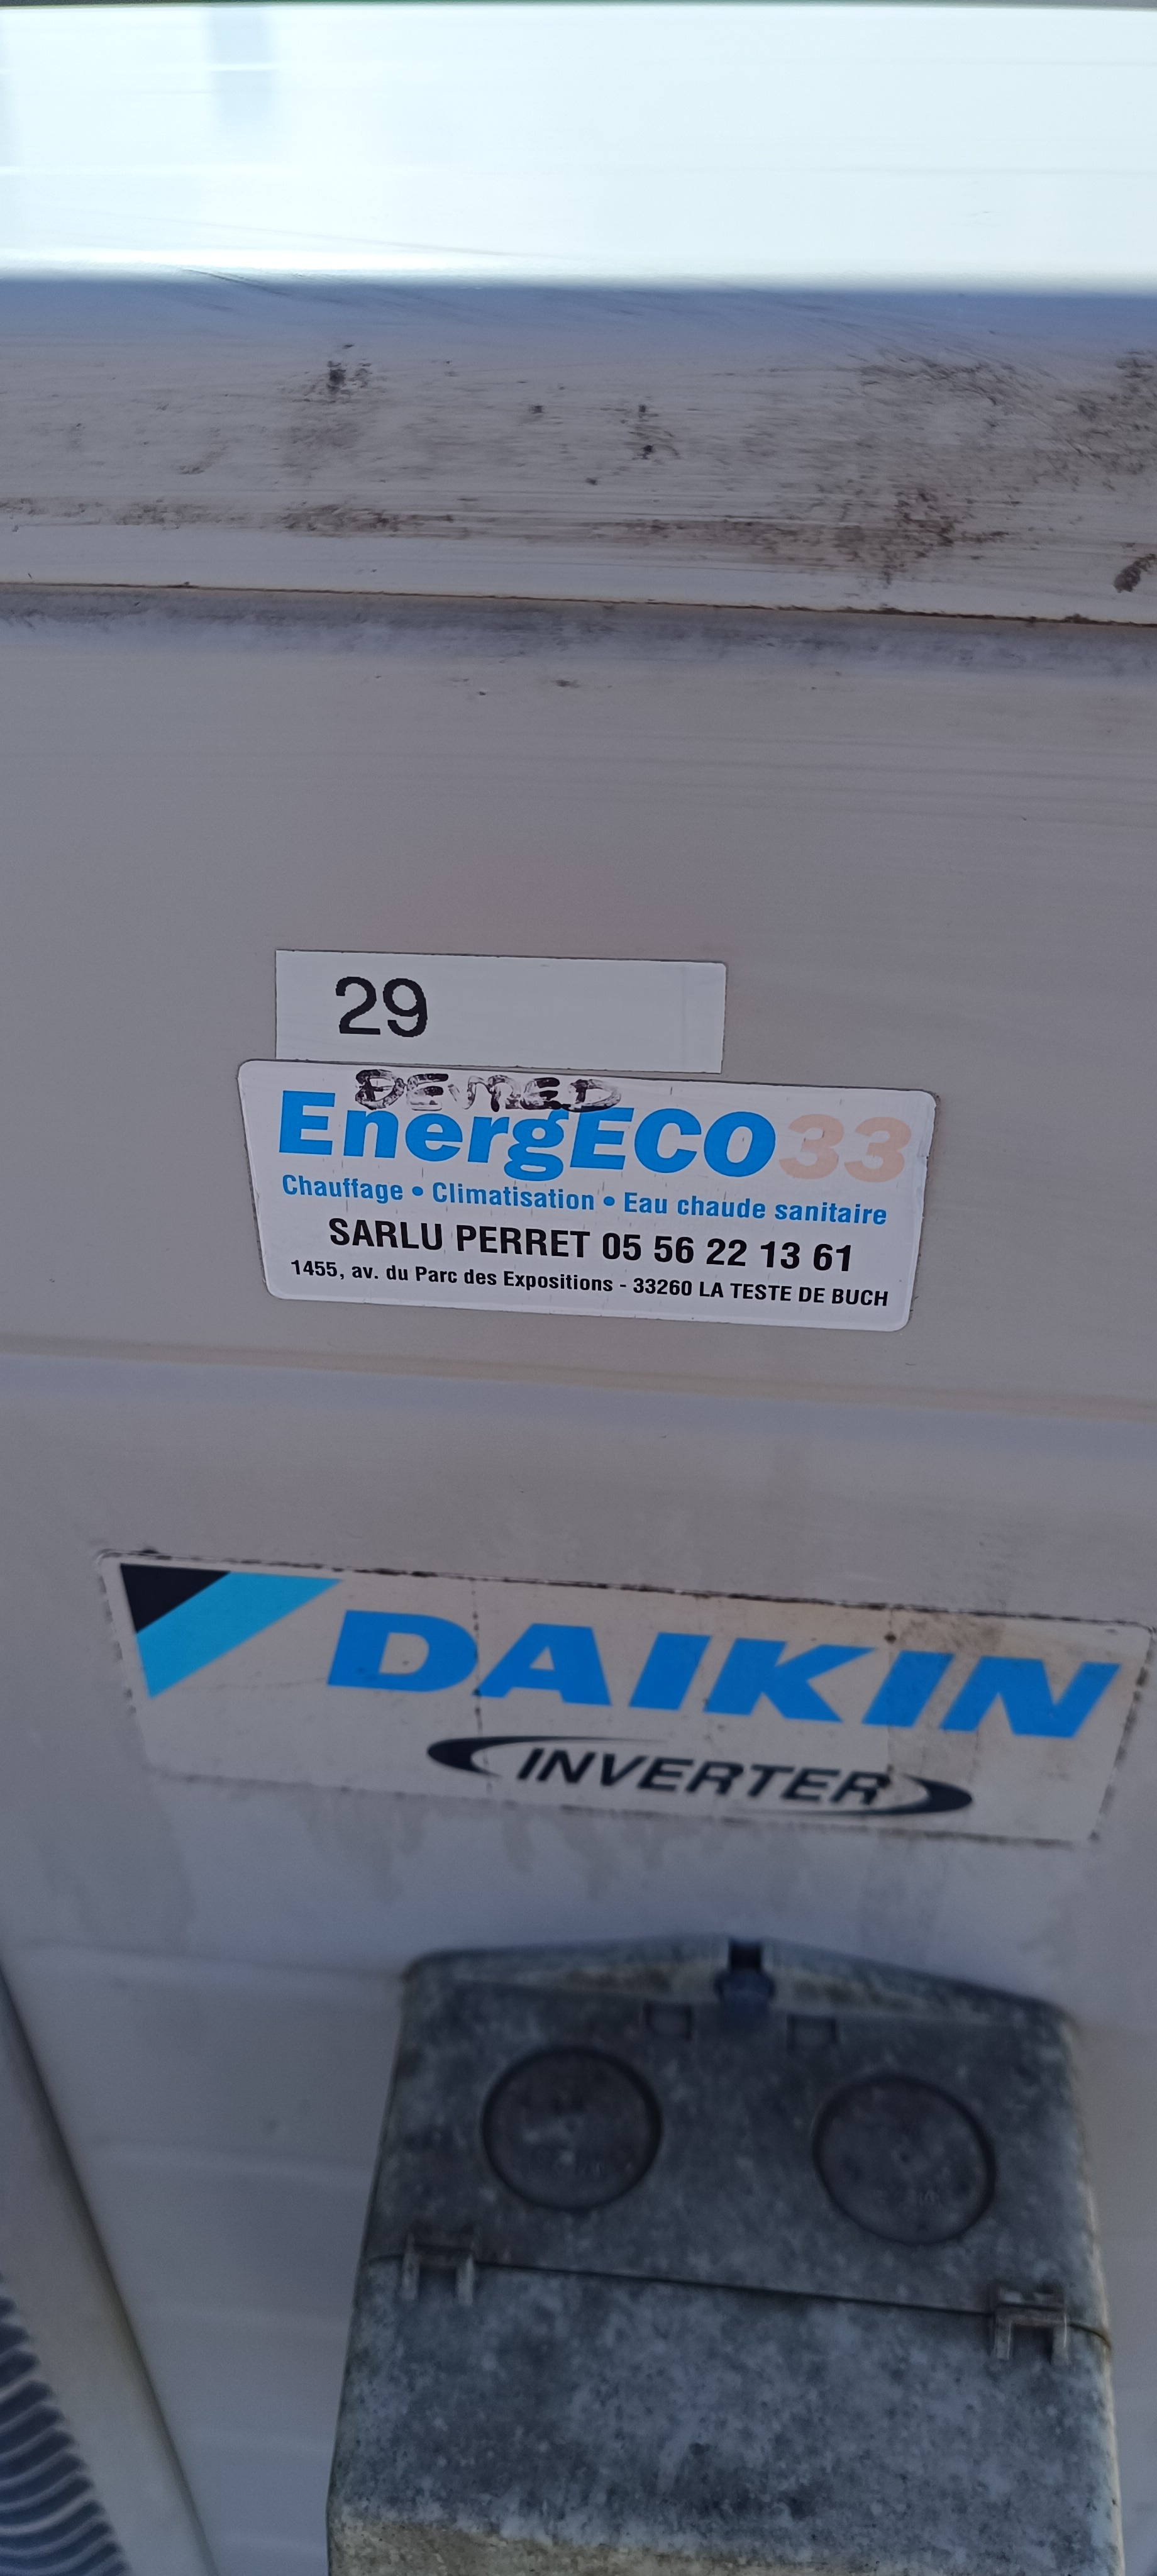 29
DEMED
EnergECO33
Chauffage • Climatisation • Eau chaude sanitaire
SARLU PERRET 05 56 22 13 61
1455, av. du Parc des Expositions - 33260 LA TESTE DE BUCH
DAIKIN
INVERTER